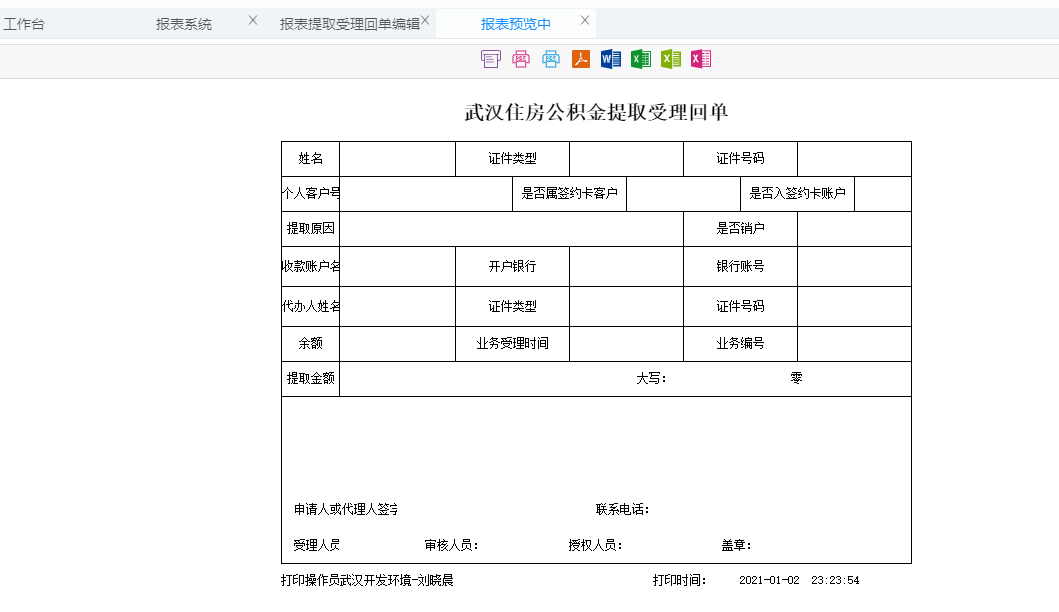 工作台 报表系统 报表提取受理回单编辑 报表预览中
武汉住房公积金提取受理回单
姓名 证件类型 证件号码
个人客户号 是否属签约卡客户 是否入签约卡账户
提取原因 是否销户
收款账户名 开户银行 银行账号
代办人姓名 证件类型 证件号码
余额 业务受理时间 业务编号
提取金额 大写: 零
申请人或代理人签字 联系电话:
受理人员 审核人员: 授权人员: 盖章:
打印操作员武汉开发环境-刘晓晨 打印时间: 2021-01-02 23:23:54